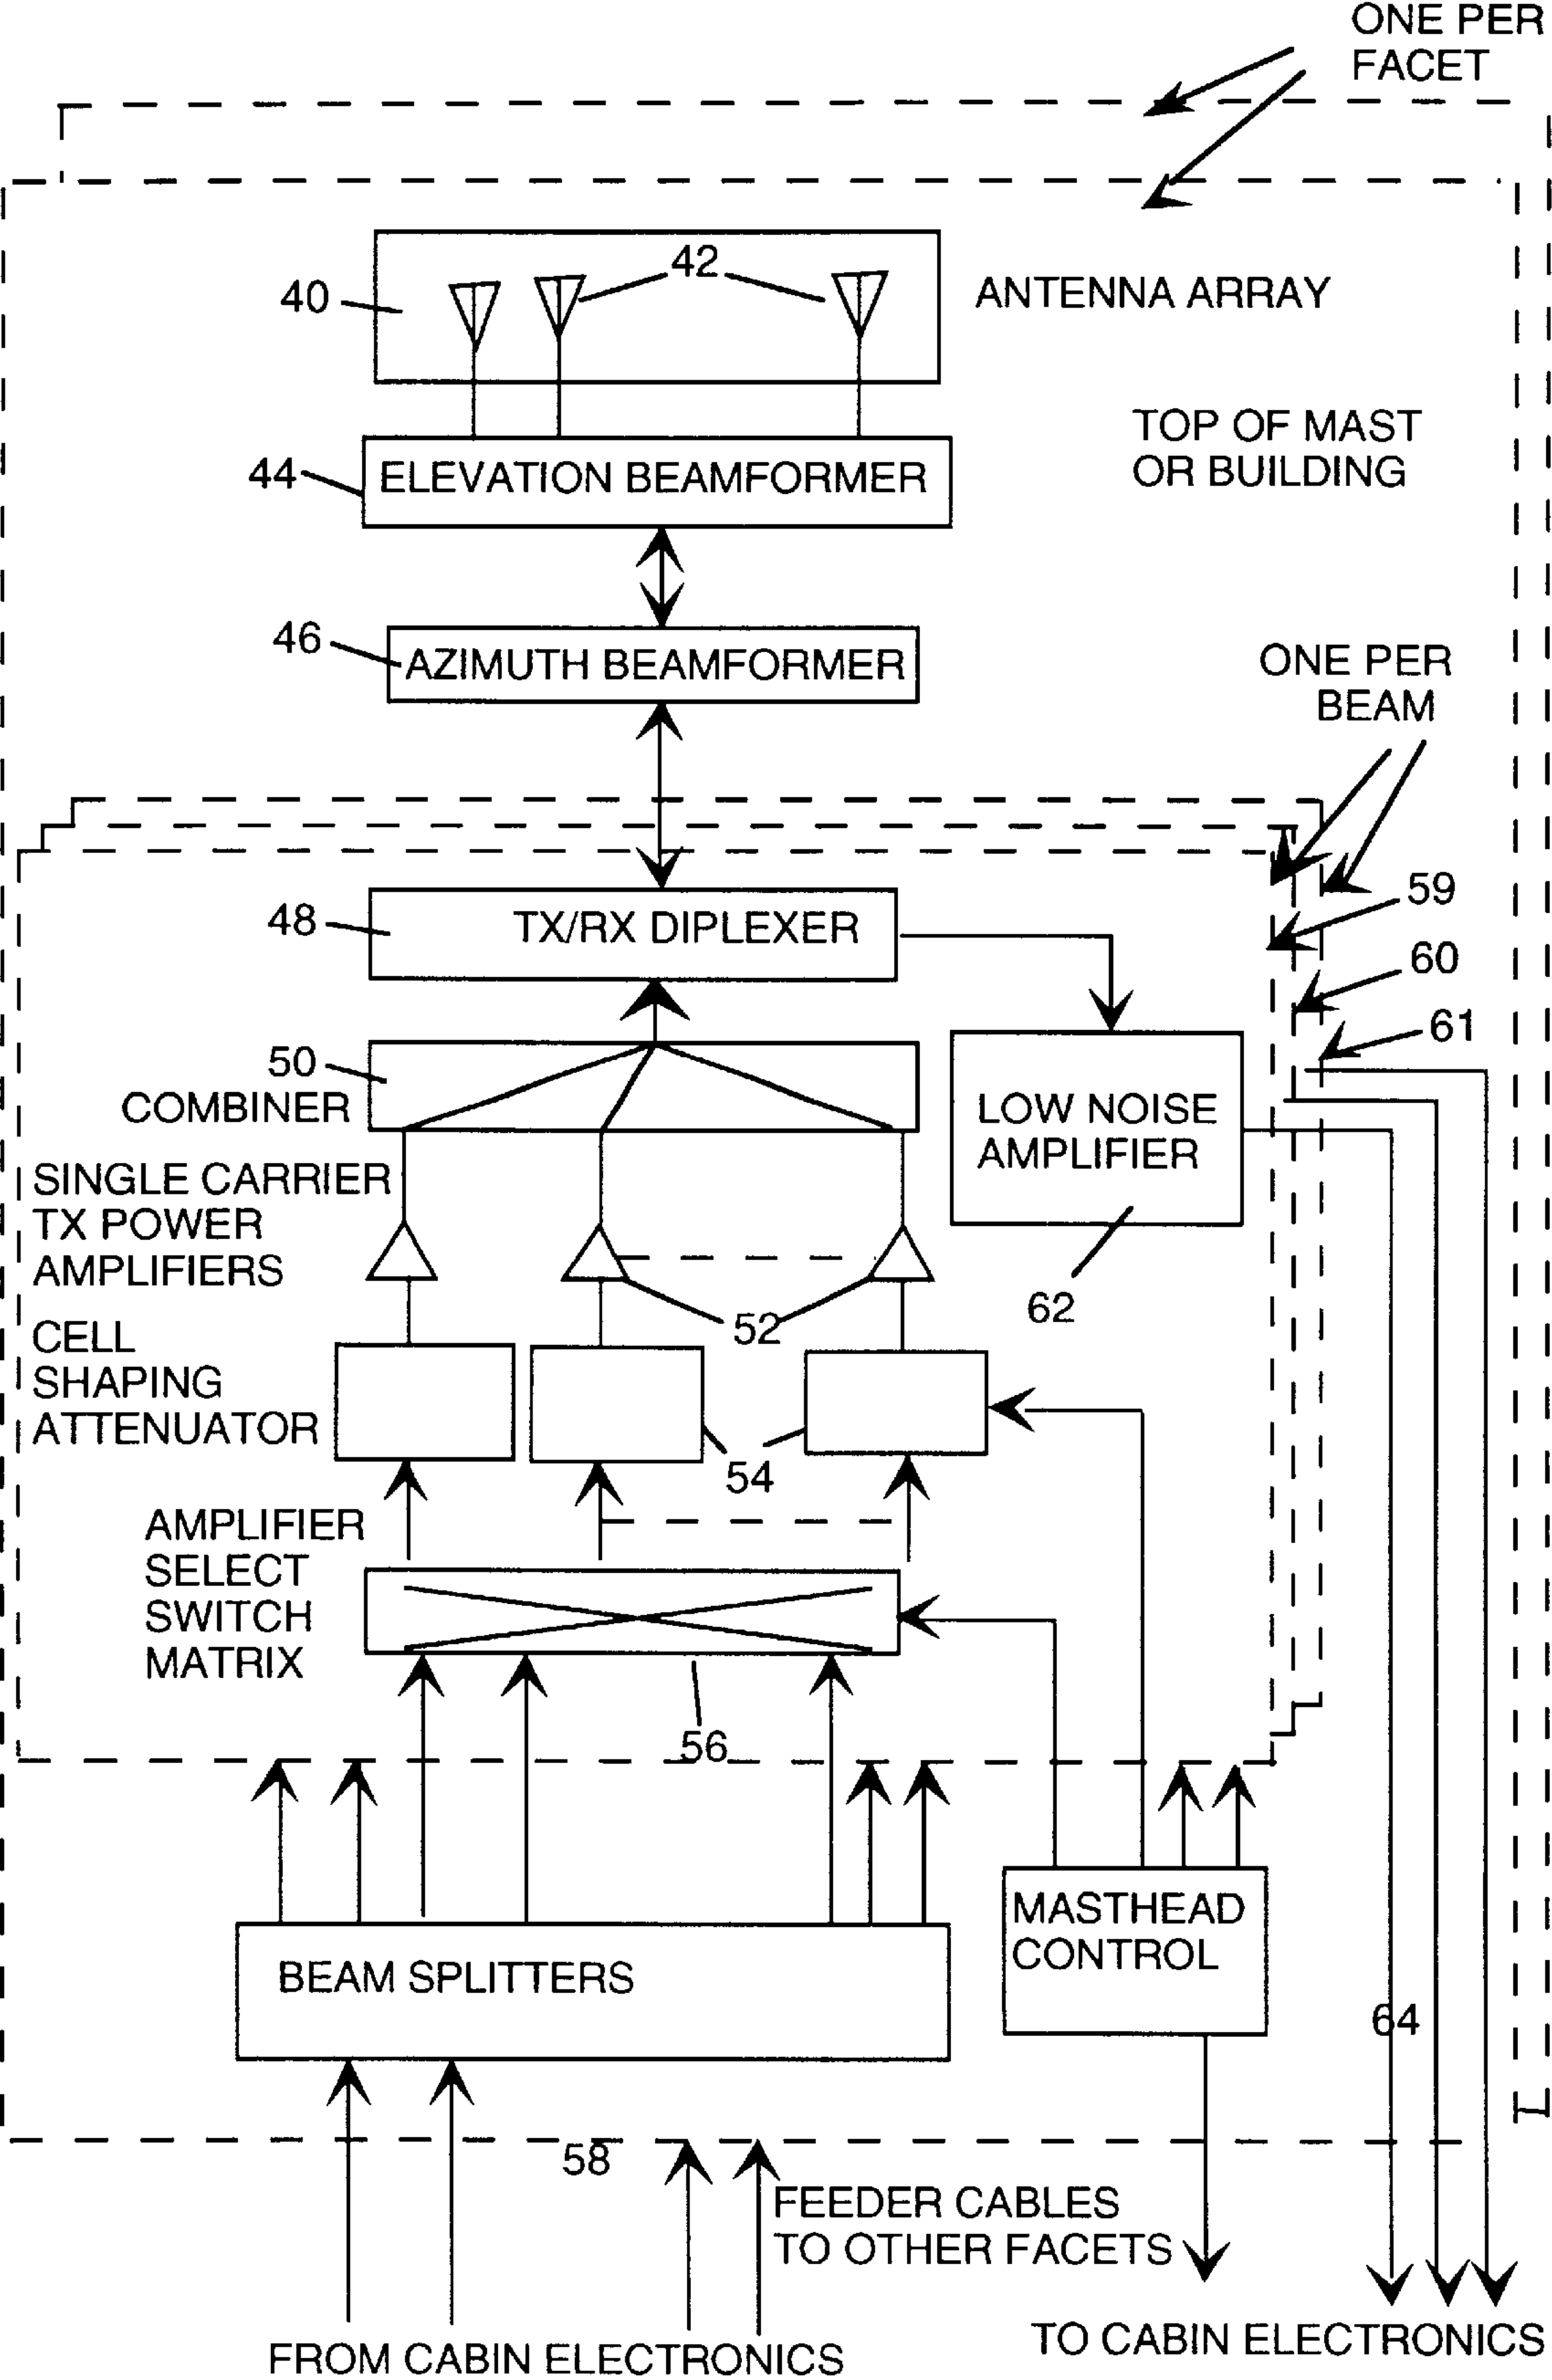 ONE PER
FACET
42
40
ANTENNA ARRAY
TOP OF MAST
OR BUILDING
44
ELEVATION BEAMFORMER
46
AZIMUTH BEAMFORMER
ONE PER
BEAM
59
48
TX/RX DIPLEXER
60
61
50
COMBINER
LOW NOISE
AMPLIFIER
SINGLE CARRIER
TX POWER
AMPLIFIERS
62
52
CELL
SHAPING
ATTENUATOR
54
AMPLIFIER
SELECT
SWITCH
MATRIX
56
MASTHEAD
CONTROL
BEAM SPLITTERS
64
58
FEEDER CABLES
TO OTHER FACETS
FROM CABIN ELECTRONICS
TO CABIN ELECTRONICS